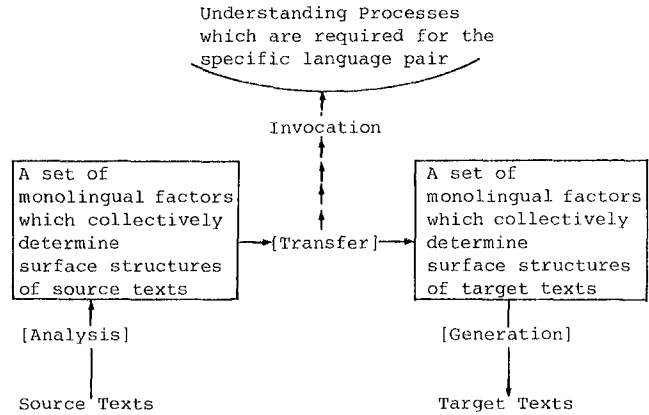 Understanding Processes
which are required for the
specific language pair
Invocation
A set of
monolingual factors
which collectively
determine
surface structures
of source texts
[Transfer]
A set of
monolingual factors
which collectively
determine
surface structures
of target texts
[Analysis]
[Generation]
Source Texts
Target Texts